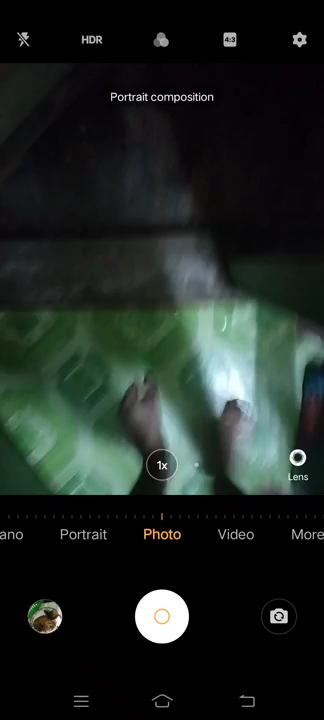 HDR
4:3
Portrait composition
1x
Lens
ano
Portrait
Photo
Video
More